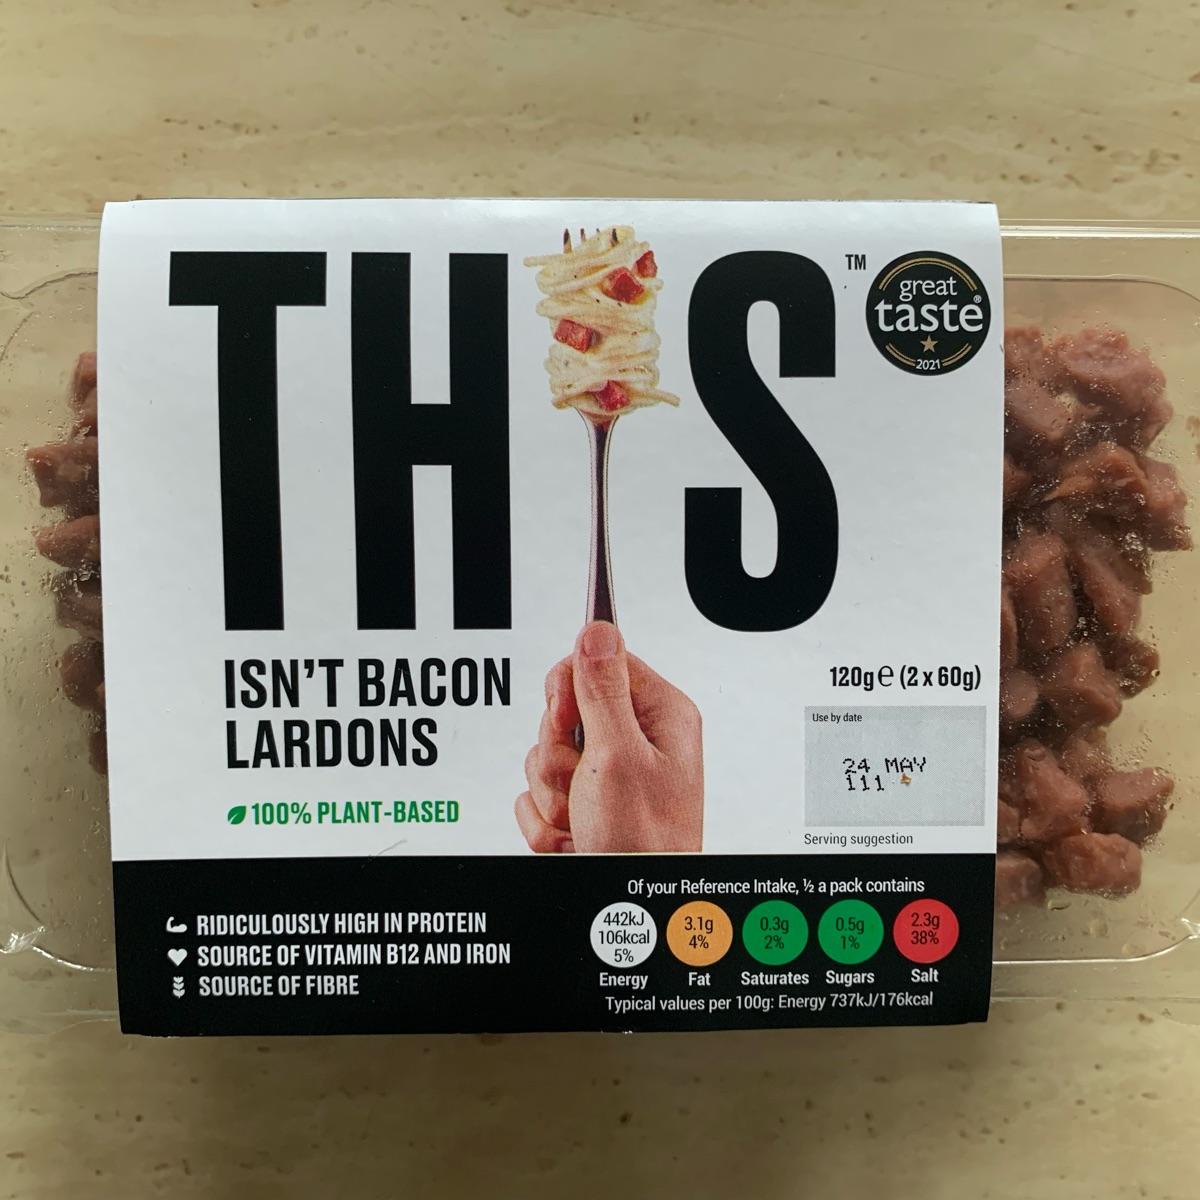 THIS™
great
taste®
2021
ISN'T BACON
LARDONS
100% PLANT-BASED
120g℮ (2 x 60g)
Use by date
24 MAY
111
Serving suggestion
RIDICULOUSLY HIGH IN PROTEIN
SOURCE OF VITAMIN B12 AND IRON
SOURCE OF FIBRE
Of your Reference Intake, ½ a pack contains
442kJ 3.1g 0.3g 0.5g 2.3g
106kcal 4% 2% 1% 38%
5%
Energy Fat Saturates Sugars Salt
Typical values per 100g: Energy 737kJ/176kcal